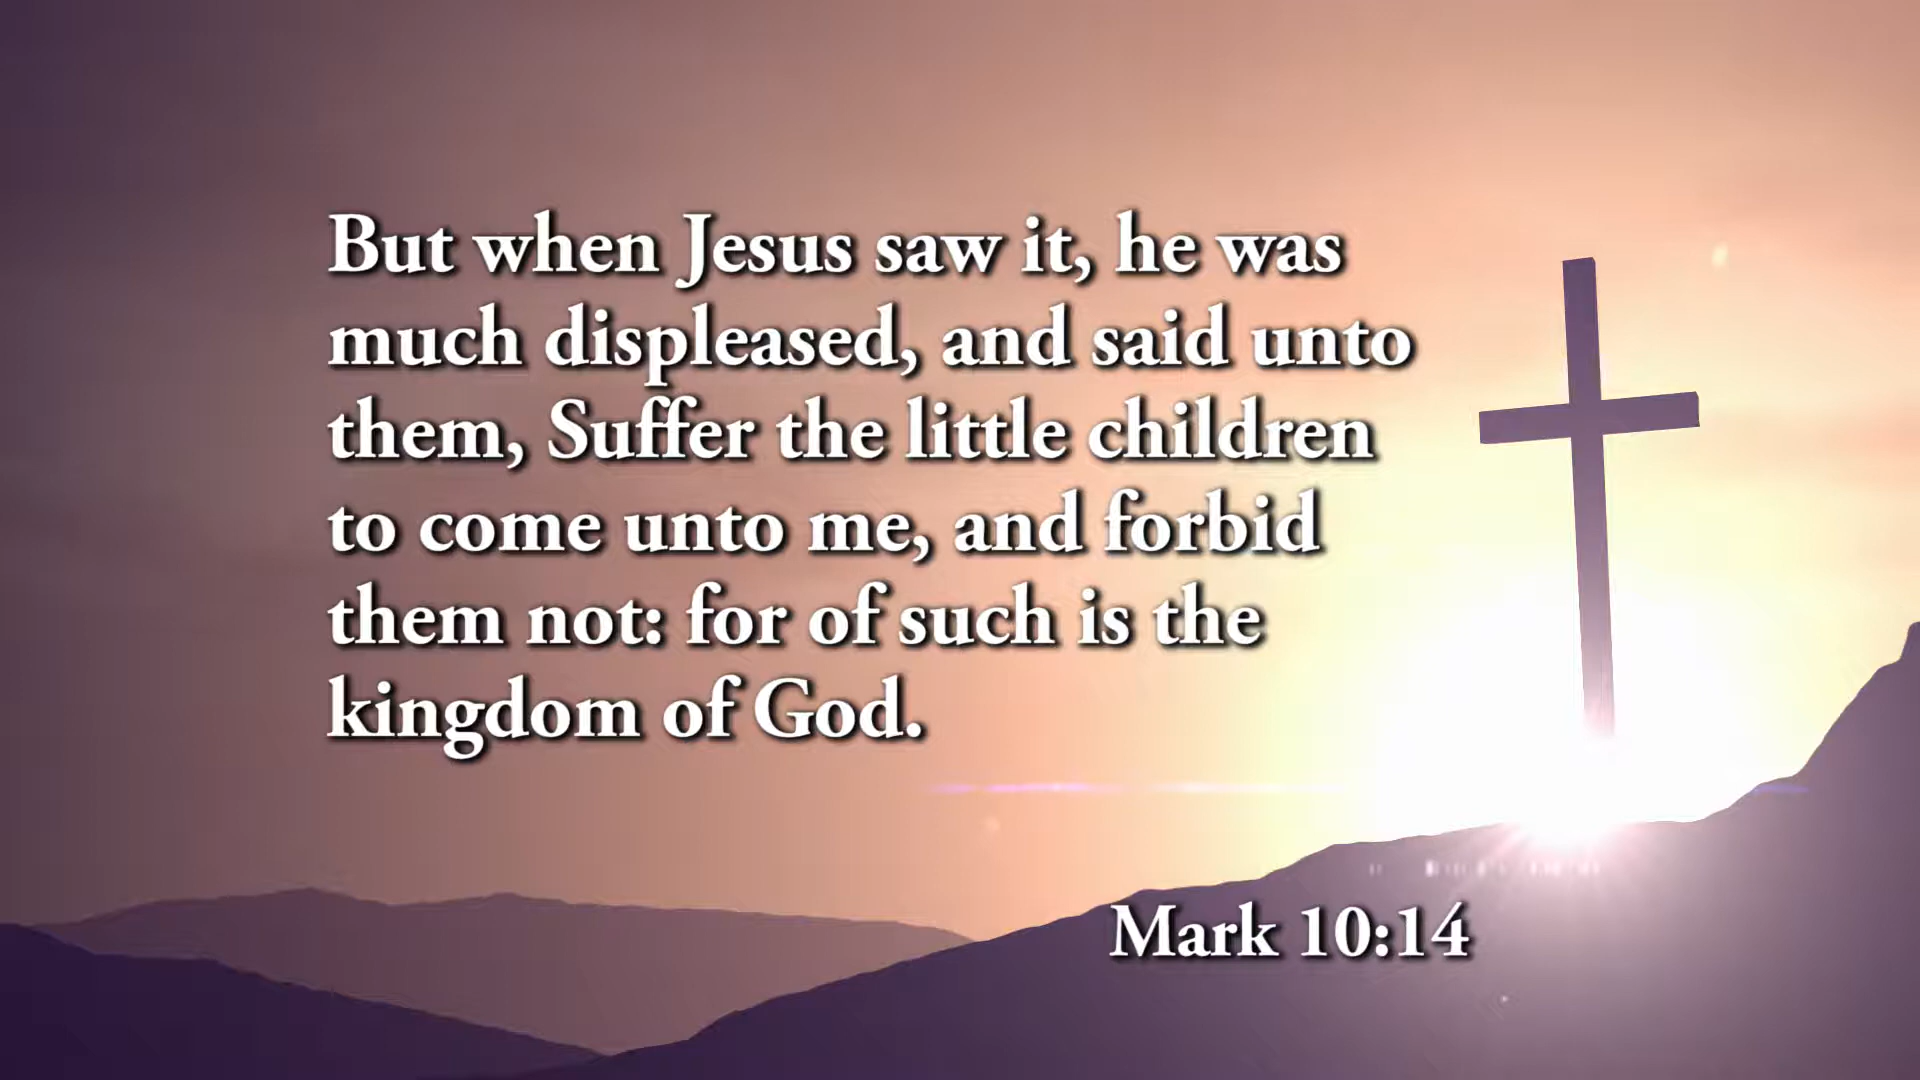 But when Jesus saw it, he was
much displeased, and said unto
them, Suffer the little children
to come unto me, and forbid
them not: for of such is the
kingdom of God.
Mark 10:14